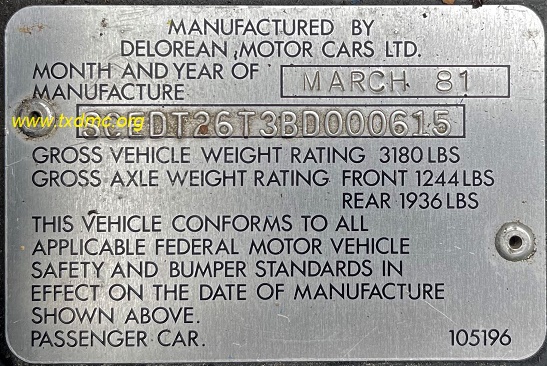 MANUFACTURED BY
DELOREAN MOTOR CARS LTD.
MONTH AND YEAR OF
MANUFACTURE
MARCH 81
www.txdmc.org
GROSS VEHICLE WEIGHT RATING 3180 LBS
GROSS AXLE WEIGHT RATING FRONT 1244 LBS
REAR 1936 LBS
THIS VEHICLE CONFORMS TO ALL
APPLICABLE FEDERAL MOTOR VEHICLE
SAFETY AND BUMPER STANDARDS IN
EFFECT ON THE DATE OF MANUFACTURE
SHOWN ABOVE.
PASSENGER CAR. 105196